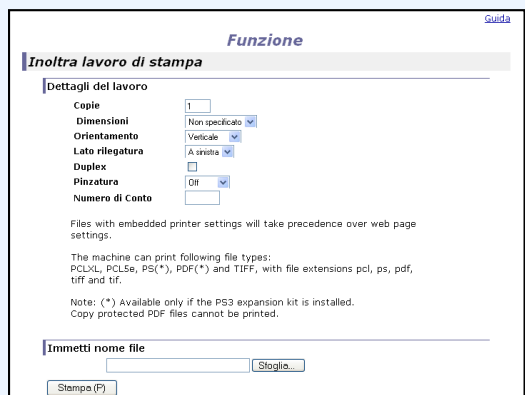 Guida
Funzione
Inoltra lavoro di stampa
Dettagli del lavoro
Copie 1
Dimensioni Non specificato
Orientamento Verticale
Lato rilegatura A sinistra
Duplex
Pinzatura Off
Numero di Conto
Files with embedded printer settings will take precedence over web page
settings.
The machine can print following file types:
PCLXL, PCL5e, PS(*), PDF(*) and TIFF, with file extensions pcl, ps, pdf,
tiff and tif.
Note: (*) Available only if the PS3 expansion kit is installed.
Copy protected PDF files cannot be printed.
Immetti nome file
Sfoglia...
Stampa (P)